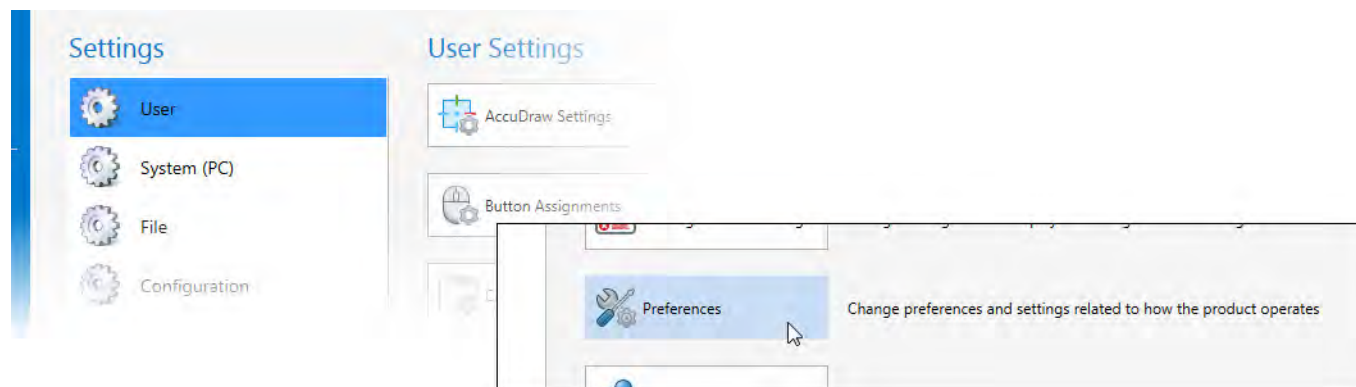 Settings
User Settings
User
AccuDraw Settings
System (PC)
Button Assignments
File
Configuration
Preferences
Change preferences and settings related to how the product operates